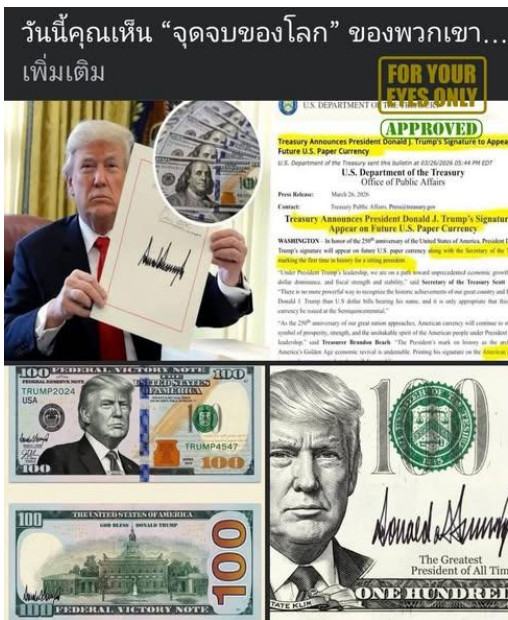 วันนี้คุณเห็น “จุดจบของโลก” ของพวกเขา...
เพิ่มเติม
FOR YOUR
EYES ONLY
APPROVED
U.S. DEPARTMENT OF THE TREASURY
Treasury Announces President Donald J. Trump's Signature to Appea
Future U.S. Paper Currency
U.S. Department of the Treasury sent this bulletin at 03/26/2026 05:44 PM EDT
U.S. Department of the Treasury
Office of Public Affairs
Press Release: March 26, 2026
Contact: Treasury Public Affairs, Press@treasury.gov
Treasury Announces President Donald J. Trump's Signatur
Appear on Future U.S. Paper Currency
WASHINGTON – In honor of the 250th anniversary of the United States of America, President D
Trump's signature will appear on future U.S. paper currency along with the Secretary of the
marking the first time in history for a sitting president.
"Under President Trump's leadership, we are on a path toward unprecedented economic growth
dollar dominance, and fiscal strength and stability," said Secretary of the Treasury Scott
"There is no more powerful way to recognize the historic achievements of our great country and
Donald J. Trump than U.S dollar bills bearing his name, and it is only appropriate that this
currency be issued at the Semiquincentennial."
"As the 250th anniversary of our great nation approaches, American currency will continue to
symbol of prosperity, strength, and the unshakable spirit of the American people under President
leadership," said Treasurer Brandon Beach "The President's mark on history as the
America's Golden Age economic revival is undeniable. Printing his signature on the American
100 FEDERAL VICTORY NOTE 100
FEDERAL RESERVE NOTE
THE UNITED STATES OF AMERICA
TRUMP2024
USA
TRUMP4547
100 100
100 THE UNITED STATES OF AMERICA
GOD BLESS DONALD TRUMP
100
100 FEDERAL VICTORY NOTE
100
Donald Trump
The Greatest
President of All Tim
ONE HUNDRED